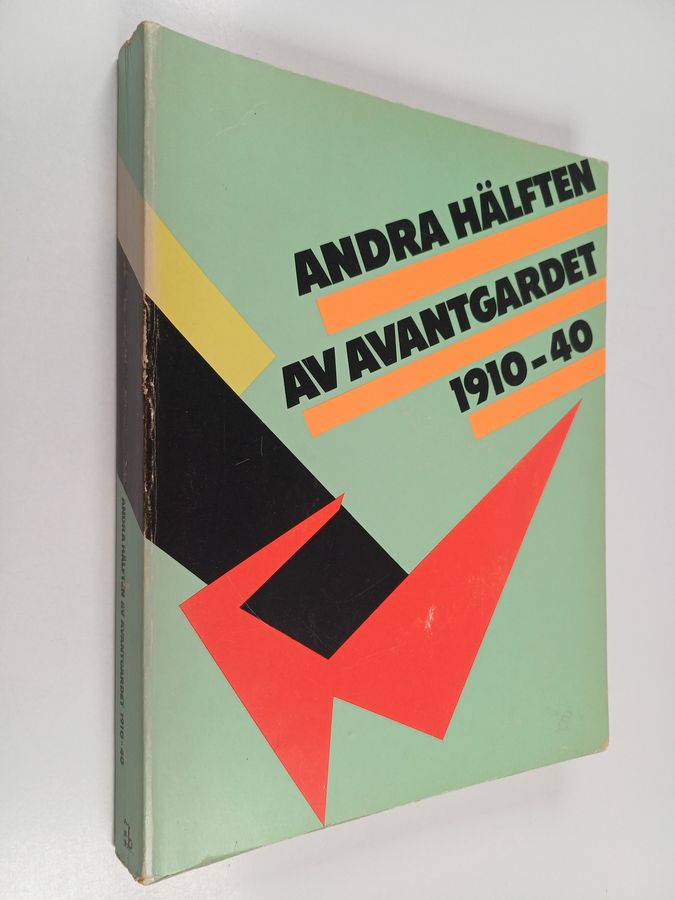 ANDRA HÄLFTEN
AV AVANTGARDET
1910-40
ANDRA HÄLFTEN AV AVANTGARDET 1910-40